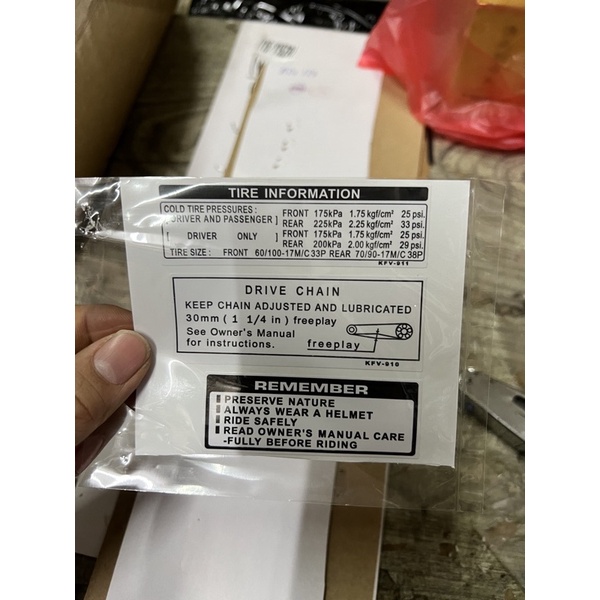 TIRE INFORMATION
COLD TIRE PRESSURES :
[DRIVER AND PASSENGER] FRONT 175kPa 1.75 kgf/cm² 25 psi.
REAR 225kPa 2.25 kgf/cm² 33 psi.
[ DRIVER ONLY ] FRONT 175kPa 1.75 kgf/cm² 25 psi.
REAR 200kPa 2.00 kgf/cm² 29 psi.
TIRE SIZE : FRONT 60/100-17M/C 33P REAR 70/90-17M/C 38P
KFV-011
DRIVE CHAIN
KEEP CHAIN ADJUSTED AND LUBRICATED
30mm ( 1 1/4 in ) freeplay
See Owner's Manual
for instructions. freeplay
KFV-010
REMEMBER
PRESERVE NATURE
ALWAYS WEAR A HELMET
RIDE SAFELY
READ OWNER'S MANUAL CARE
-FULLY BEFORE RIDING